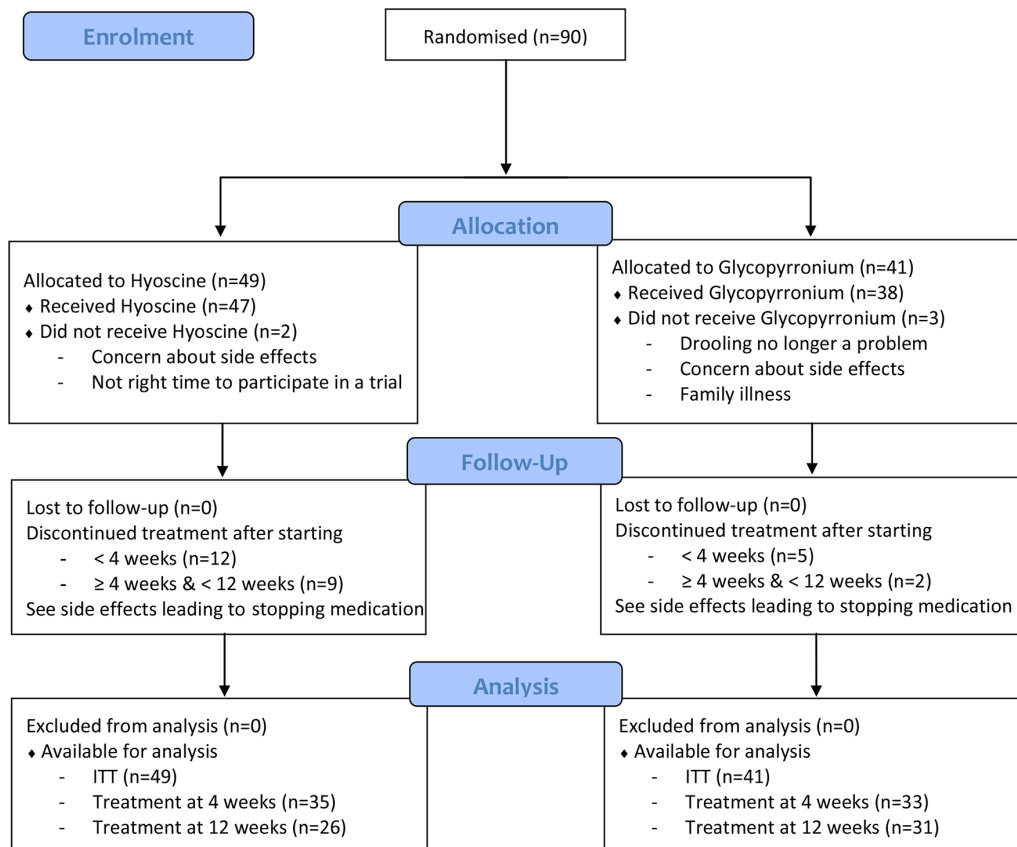 Enrolment
Randomised (n=90)
Allocation
Allocated to Hyoscine (n=49)
♦ Received Hyoscine (n=47)
♦ Did not receive Hyoscine (n=2)
- Concern about side effects
- Not right time to participate in a trial
Allocated to Glycopyrronium (n=41)
♦ Received Glycopyrronium (n=38)
♦ Did not receive Glycopyrronium (n=3)
- Drooling no longer a problem
- Concern about side effects
- Family illness
Follow-Up
Lost to follow-up (n=0)
Discontinued treatment after starting
- < 4 weeks (n=12)
- ≥ 4 weeks & < 12 weeks (n=9)
See side effects leading to stopping medication
Lost to follow-up (n=0)
Discontinued treatment after starting
- < 4 weeks (n=5)
- ≥ 4 weeks & < 12 weeks (n=2)
See side effects leading to stopping medication
Analysis
Excluded from analysis (n=0)
♦ Available for analysis
- ITT (n=49)
- Treatment at 4 weeks (n=35)
- Treatment at 12 weeks (n=26)
Excluded from analysis (n=0)
♦ Available for analysis
- ITT (n=41)
- Treatment at 4 weeks (n=33)
- Treatment at 12 weeks (n=31)